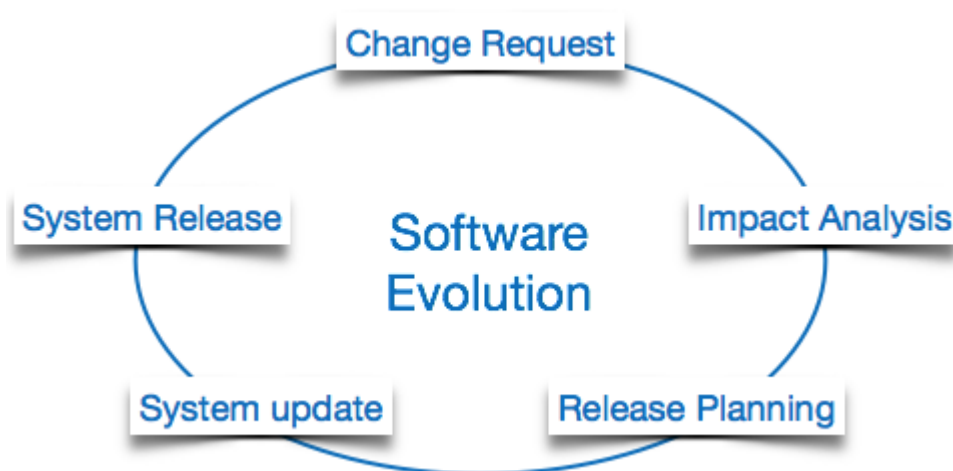 Change Request
System Release
Software
Evolution
Impact Analysis
System update
Release Planning